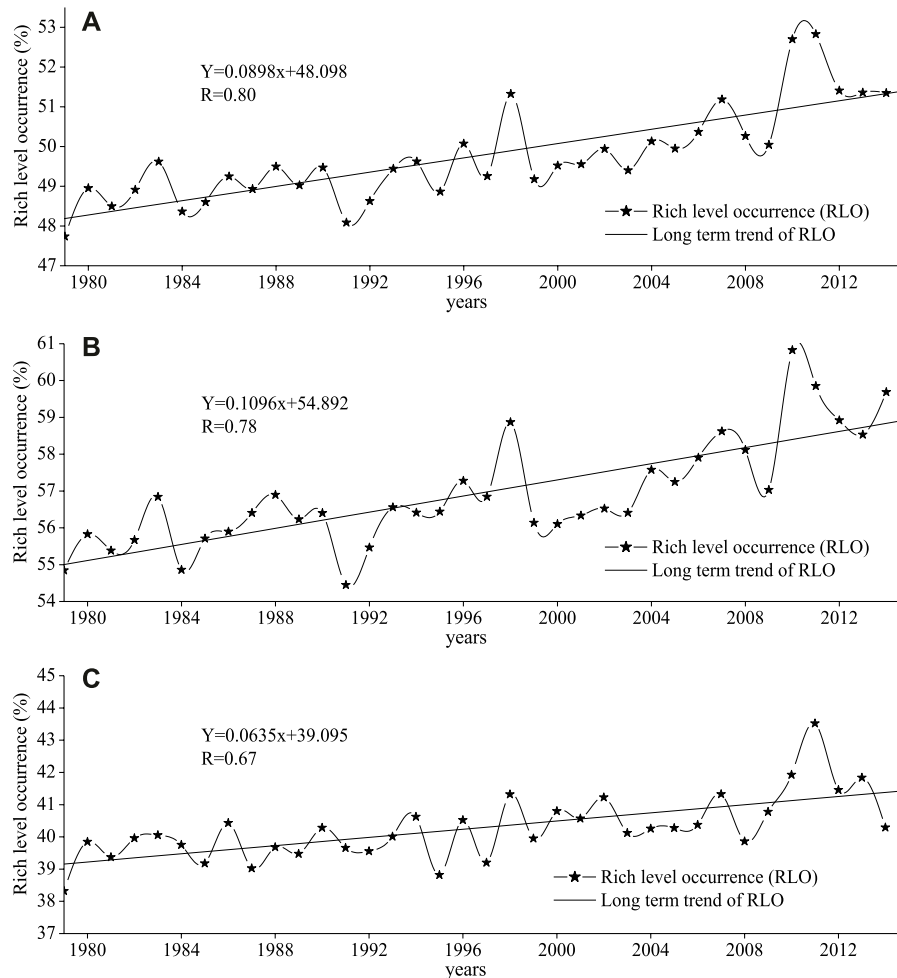 A
Rich level occurrence (%)
53
52
51
50
49
48
47
Y=0.0898x+48.098
R=0.80
Rich level occurrence (RLO)
Long term trend of RLO
1980 1984 1988 1992 1996 2000 2004 2008 2012
years
B
Rich level occurrence (%)
61
60
59
58
57
56
55
54
Y=0.1096x+54.892
R=0.78
Rich level occurrence (RLO)
Long term trend of RLO
1980 1984 1988 1992 1996 2000 2004 2008 2012
years
C
Rich level occurrence (%)
45
44
43
42
41
40
39
38
37
Y=0.0635x+39.095
R=0.67
Rich level occurrence (RLO)
Long term trend of RLO
1980 1984 1988 1992 1996 2000 2004 2008 2012
years